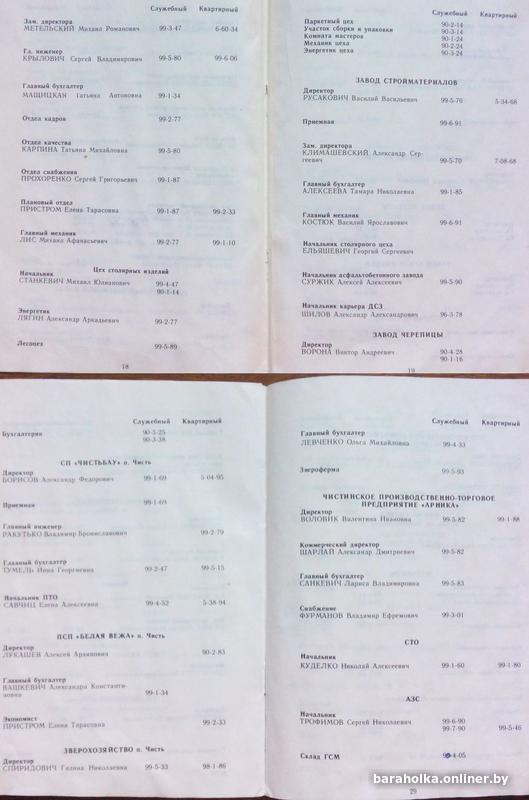 Служебный Квартирный
Зам. директора
МЕТЕЛЬСКИЙ Михаил Романович 99-3-47 6-60-34
Гл. инженер
КРЫЛОВИЧ Сергей Владимирович 99-5-80 99-6-06
Главный бухгалтер
МАЦИЦКАЯ Татьяна Антоновна 99-1-34
Отдел кадров 99-2-77
Отдел качества
КАРПИНА Татьяна Михайловна 99-5-80
Отдел снабжения
ПРОХОРЕНКО Сергей Григорьевич 99-1-87
Плановый отдел
ПРИСТРОМ Елена Тарасовна 99-1-87 99-2-33
Главный механик
ЛИС Михаил Афанасьевич 99-2-77 99-1-10
Цех столярных изделий
Начальник
СТАНКЕВИЧ Михаил Юлианович 99-4-47
90-1-14
Энергетик
ЛЯГИН Александр Аркадьевич 99-2-77
Лесоцех 99-5-89
18
Служебный Квартирный
Паркетный цех 90-2-14
Участок сборки и упаковки 90-3-14
Комната мастеров 90-1-24
Механик цеха 90-2-24
Энергетик цеха 90-3-24
ЗАВОД СТРОЙМАТЕРИАЛОВ
Директор
РУСАКОВИЧ Василий Васильевич 99-5-70 5-34-68
Приемная 99-6-91
Зам. директора
КЛИМАШЕВСКИЙ Александр Сер-
геевич 99-5-70 7-08-68
Главный бухгалтер
АЛЕКСЕЕВА Тамара Николаевна 99-1-85
Главный механик
КОСТЮК Василий Ярославович 99-6-91
Начальник столярного цеха
ЕЛЬЯШЕВИЧ Георгий Сергеевич
Начальник асфальтобетонного завода
СУРЖИК Алексей Алексеевич 99-5-90
Начальник карьера ДСЗ
ШИЛОВ Александр Александрович 96-3-78
ЗАВОД ЧЕРЕПИЦЫ
Директор
ВОРОНА Виктор Андреевич 90-4-28
90-1-16
19
Служебный Квартирный
Бухгалтерия 90-3-25
90-3-38
СП «ЧИСТЬБАУ» п. Чисть
Директор
БОРИСОВ Александр Федорович 99-1-69 5-04-95
Приемная 99-1-69
Главный инженер
РАКУТЬКО Владимир Брониславович 99-2-79
Главный бухгалтер
ТУМЕЛЬ Нина Георгиевна 99-2-47 99-5-15
Начальник ПТО
САВЧИЦ Елена Алексеевна 99-4-52 5-38-94
ПСП «БЕЛАЯ ВЕЖА» п. Чисть
Директор
ЛУКАШЕВ Алексей Архипович 90-2-83
Главный бухгалтер
ВАШКЕВИЧ Александра Константи-
новна 99-1-34
Экономист
ПРИСТРОМ Елена Тарасовна 99-2-33
ЗВЕРОХОЗЯЙСТВО п. Чисть
Директор
СПИРИДОВИЧ Галина Николаевна 99-5-33 98-1-86
Служебный Квартирный
Главный бухгалтер
ЛЕВЧЕНКО Ольга Михайловна 99-4-33
Звероферма 99-5-93
ЧИСТИНСКОЕ ПРОИЗВОДСТВЕННО-ТОРГОВОЕ
ПРЕДПРИЯТИЕ «АРНИКА»
Директор
ВОЛОВИК Валентина Ивановна 99-5-82 99-1-88
Коммерческий директор
ШАРЛАЙ Александр Дмитриевич 99-5-82
Главный бухгалтер
САНКЕВИЧ Лариса Владимировна 99-5-83
Снабжение
ФУРМАНОВ Владимир Ефремович 99-3-01
СТО
Начальник
КУДЕЛКО Николай Алексеевич 99-1-60 99-1-80
АЗС
Начальник
ТРОФИМОВ Сергей Николаевич 99-6-90
99-7-90 99-5-46
Склад ГСМ 90-4-05
29
baraholka.onliner.by